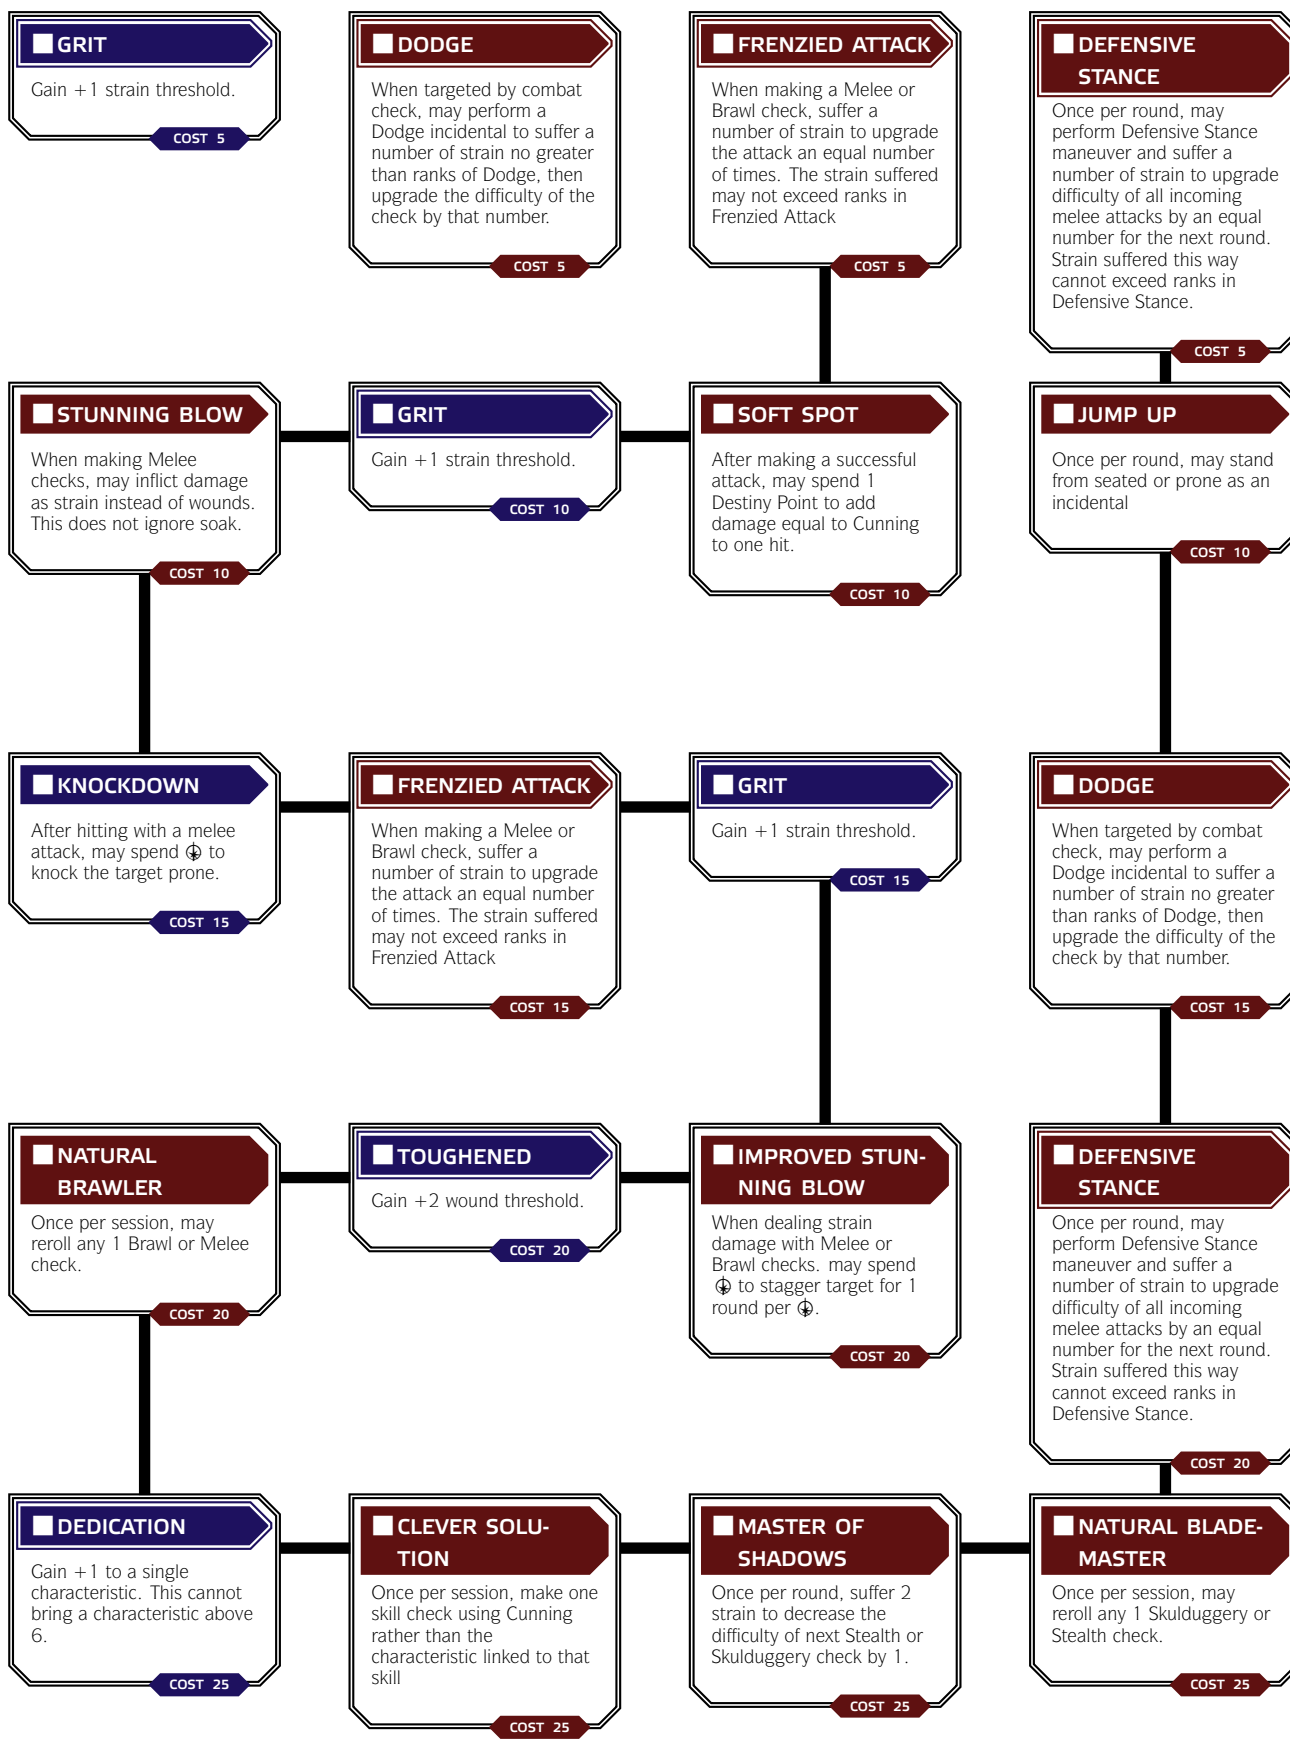 GRIT
Gain +1 strain threshold.
COST 5
DODGE
When targeted by combat
check, may perform a
Dodge incidental to suffer a
number of strain no greater
than ranks of Dodge, then
upgrade the difficulty of the
check by that number.
COST 5
FRENZIED ATTACK
When making a Melee or
Brawl check, suffer a
number of strain to upgrade
the attack an equal number
of times. The strain suffered
may not exceed ranks in
Frenzied Attack
COST 5
DEFENSIVE
STANCE
Once per round, may
perform Defensive Stance
maneuver and suffer a
number of strain to upgrade
difficulty of all incoming
melee attacks by an equal
number for the next round.
Strain suffered this way
cannot exceed ranks in
Defensive Stance.
COST 5
STUNNING BLOW
When making Melee
checks, may inflict damage
as strain instead of wounds.
This does not ignore soak.
COST 10
GRIT
Gain +1 strain threshold.
COST 10
SOFT SPOT
After making a successful
attack, may spend 1
Destiny Point to add
damage equal to Cunning
to one hit.
COST 10
JUMP UP
Once per round, may stand
from seated or prone as an
incidental
COST 10
KNOCKDOWN
After hitting with a melee
attack, may spend to
knock the target prone.
COST 15
FRENZIED ATTACK
When making a Melee or
Brawl check, suffer a
number of strain to upgrade
the attack an equal number
of times. The strain suffered
may not exceed ranks in
Frenzied Attack
COST 15
GRIT
Gain +1 strain threshold.
COST 15
DODGE
When targeted by combat
check, may perform a
Dodge incidental to suffer a
number of strain no greater
than ranks of Dodge, then
upgrade the difficulty of the
check by that number.
COST 15
NATURAL
BRAWLER
Once per session, may
reroll any 1 Brawl or Melee
check.
COST 20
TOUGHENED
Gain +2 wound threshold.
COST 20
IMPROVED STUN-
NING BLOW
When dealing strain
damage with Melee or
Brawl checks. may spend
to stagger target for 1
round per .
COST 20
DEFENSIVE
STANCE
Once per round, may
perform Defensive Stance
maneuver and suffer a
number of strain to upgrade
difficulty of all incoming
melee attacks by an equal
number for the next round.
Strain suffered this way
cannot exceed ranks in
Defensive Stance.
COST 20
DEDICATION
Gain +1 to a single
characteristic. This cannot
bring a characteristic above
6.
COST 25
CLEVER SOLU-
TION
Once per session, make one
skill check using Cunning
rather than the
characteristic linked to that
skill
COST 25
MASTER OF
SHADOWS
Once per round, suffer 2
strain to decrease the
difficulty of next Stealth or
Skulduggery check by 1.
COST 25
NATURAL BLADE-
MASTER
Once per session, may
reroll any 1 Skulduggery or
Stealth check.
COST 25